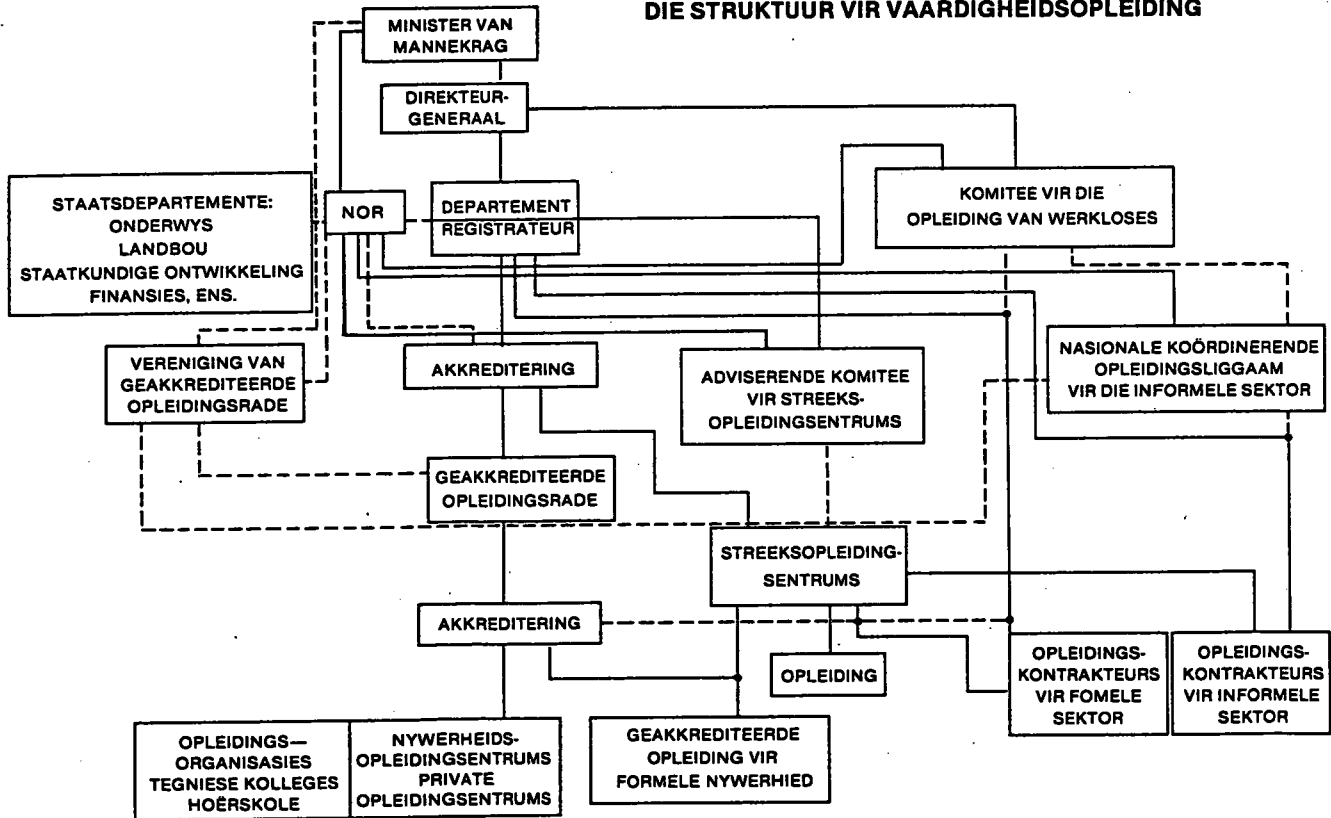 DIE STRUKTUUR VIR VAARDIGHEIDSOPLEIDING
MINISTER VAN
MANNEKRAG
DIREKTEUR-
GENERAAL
STAATSDEPARTEMENTE:
ONDERWYS
LANDBOU
STAATKUNDIGE ONTWIKKELING
FINANSIES, ENS.
NOR
DEPARTEMENT
REGISTRATEUR
KOMITEE VIR DIE
OPLEIDING VAN WERKLOSES
VERENIGING VAN
GEAKKREDITEERDE
OPLEIDINGSRADE
AKKREDITERING
ADVISERENDE KOMITEE
VIR STREEKS-
OPLEIDINGSENTRUMS
NASIONALE KOÖRDINERENDE
OPLEIDINGSLIGGAAM
VIR DIE INFORMELE SEKTOR
GEAKKREDITEERDE
OPLEIDINGSRADE
STREEKSOPLEIDING-
SENTRUMS
AKKREDITERING
OPLEIDING
OPLEIDINGS-
KONTRAKTEURS
VIR FOMELE
SEKTOR
OPLEIDINGS-
KONTRAKTEURS
VIR INFORMELE
SEKTOR
OPLEIDINGS—
ORGANISASIES
TEGNIESE KOLLEGES
HOËRSKOLE
NYWERHEIDS-
OPLEIDINGSENTRUMS
PRIVATE
OPLEIDINGSENTRUMS
GEAKKREDITEERDE
OPLEIDING VIR
FORMELE NYWERHIED